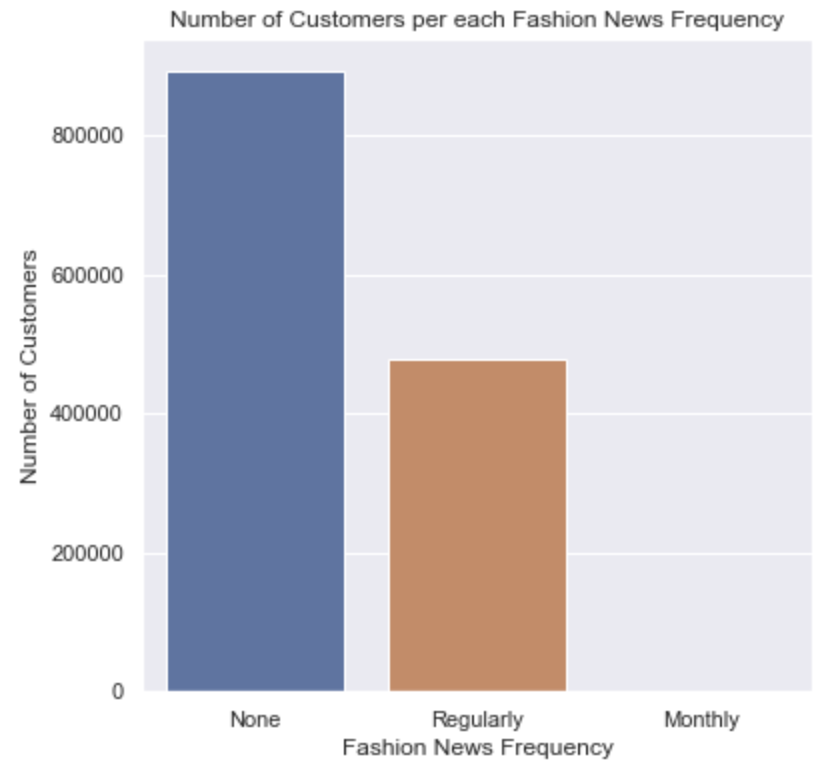 Number of Customers per each Fashion News Frequency
800000
600000
400000
200000
0
Number of Customers
None
Regularly
Monthly
Fashion News Frequency